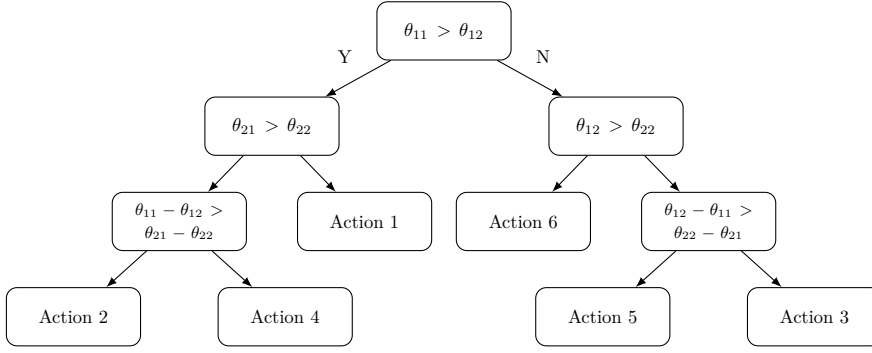 θ₁₁ > θ₁₂
Y
N
θ₂₁ > θ₂₂
θ₁₂ > θ₂₂
θ₁₁ − θ₁₂ >
θ₂₁ − θ₂₂
Action 1
Action 6
θ₁₂ − θ₁₁ >
θ₂₂ − θ₂₁
Action 2
Action 4
Action 5
Action 3